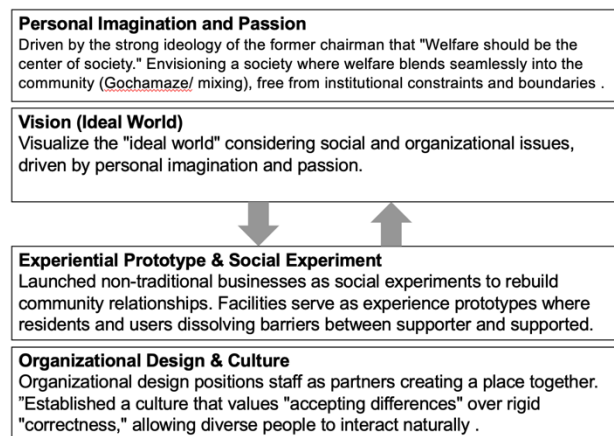 Personal Imagination and Passion
Driven by the strong ideology of the former chairman that "Welfare should be the
center of society." Envisioning a society where welfare blends seamlessly into the
community (Gochamaze/ mixing), free from institutional constraints and boundaries .
Vision (Ideal World)
Visualize the "ideal world" considering social and organizational issues,
driven by personal imagination and passion.
Experiential Prototype & Social Experiment
Launched non-traditional businesses as social experiments to rebuild
community relationships. Facilities serve as experience prototypes where
residents and users dissolving barriers between supporter and supported.
Organizational Design & Culture
Organizational design positions staff as partners creating a place together.
”Established a culture that values "accepting differences" over rigid
"correctness," allowing diverse people to interact naturally .